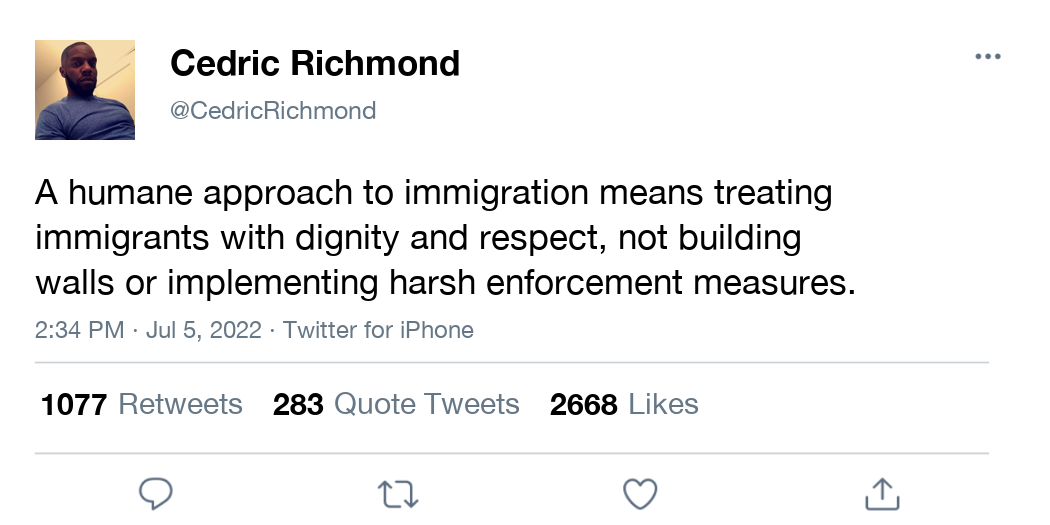 Cedric Richmond
@CedricRichmond
A humane approach to immigration means treating
immigrants with dignity and respect, not building
walls or implementing harsh enforcement measures.
2:34 PM · Jul 5, 2022 · Twitter for iPhone
1077 Retweets 283 Quote Tweets 2668 Likes